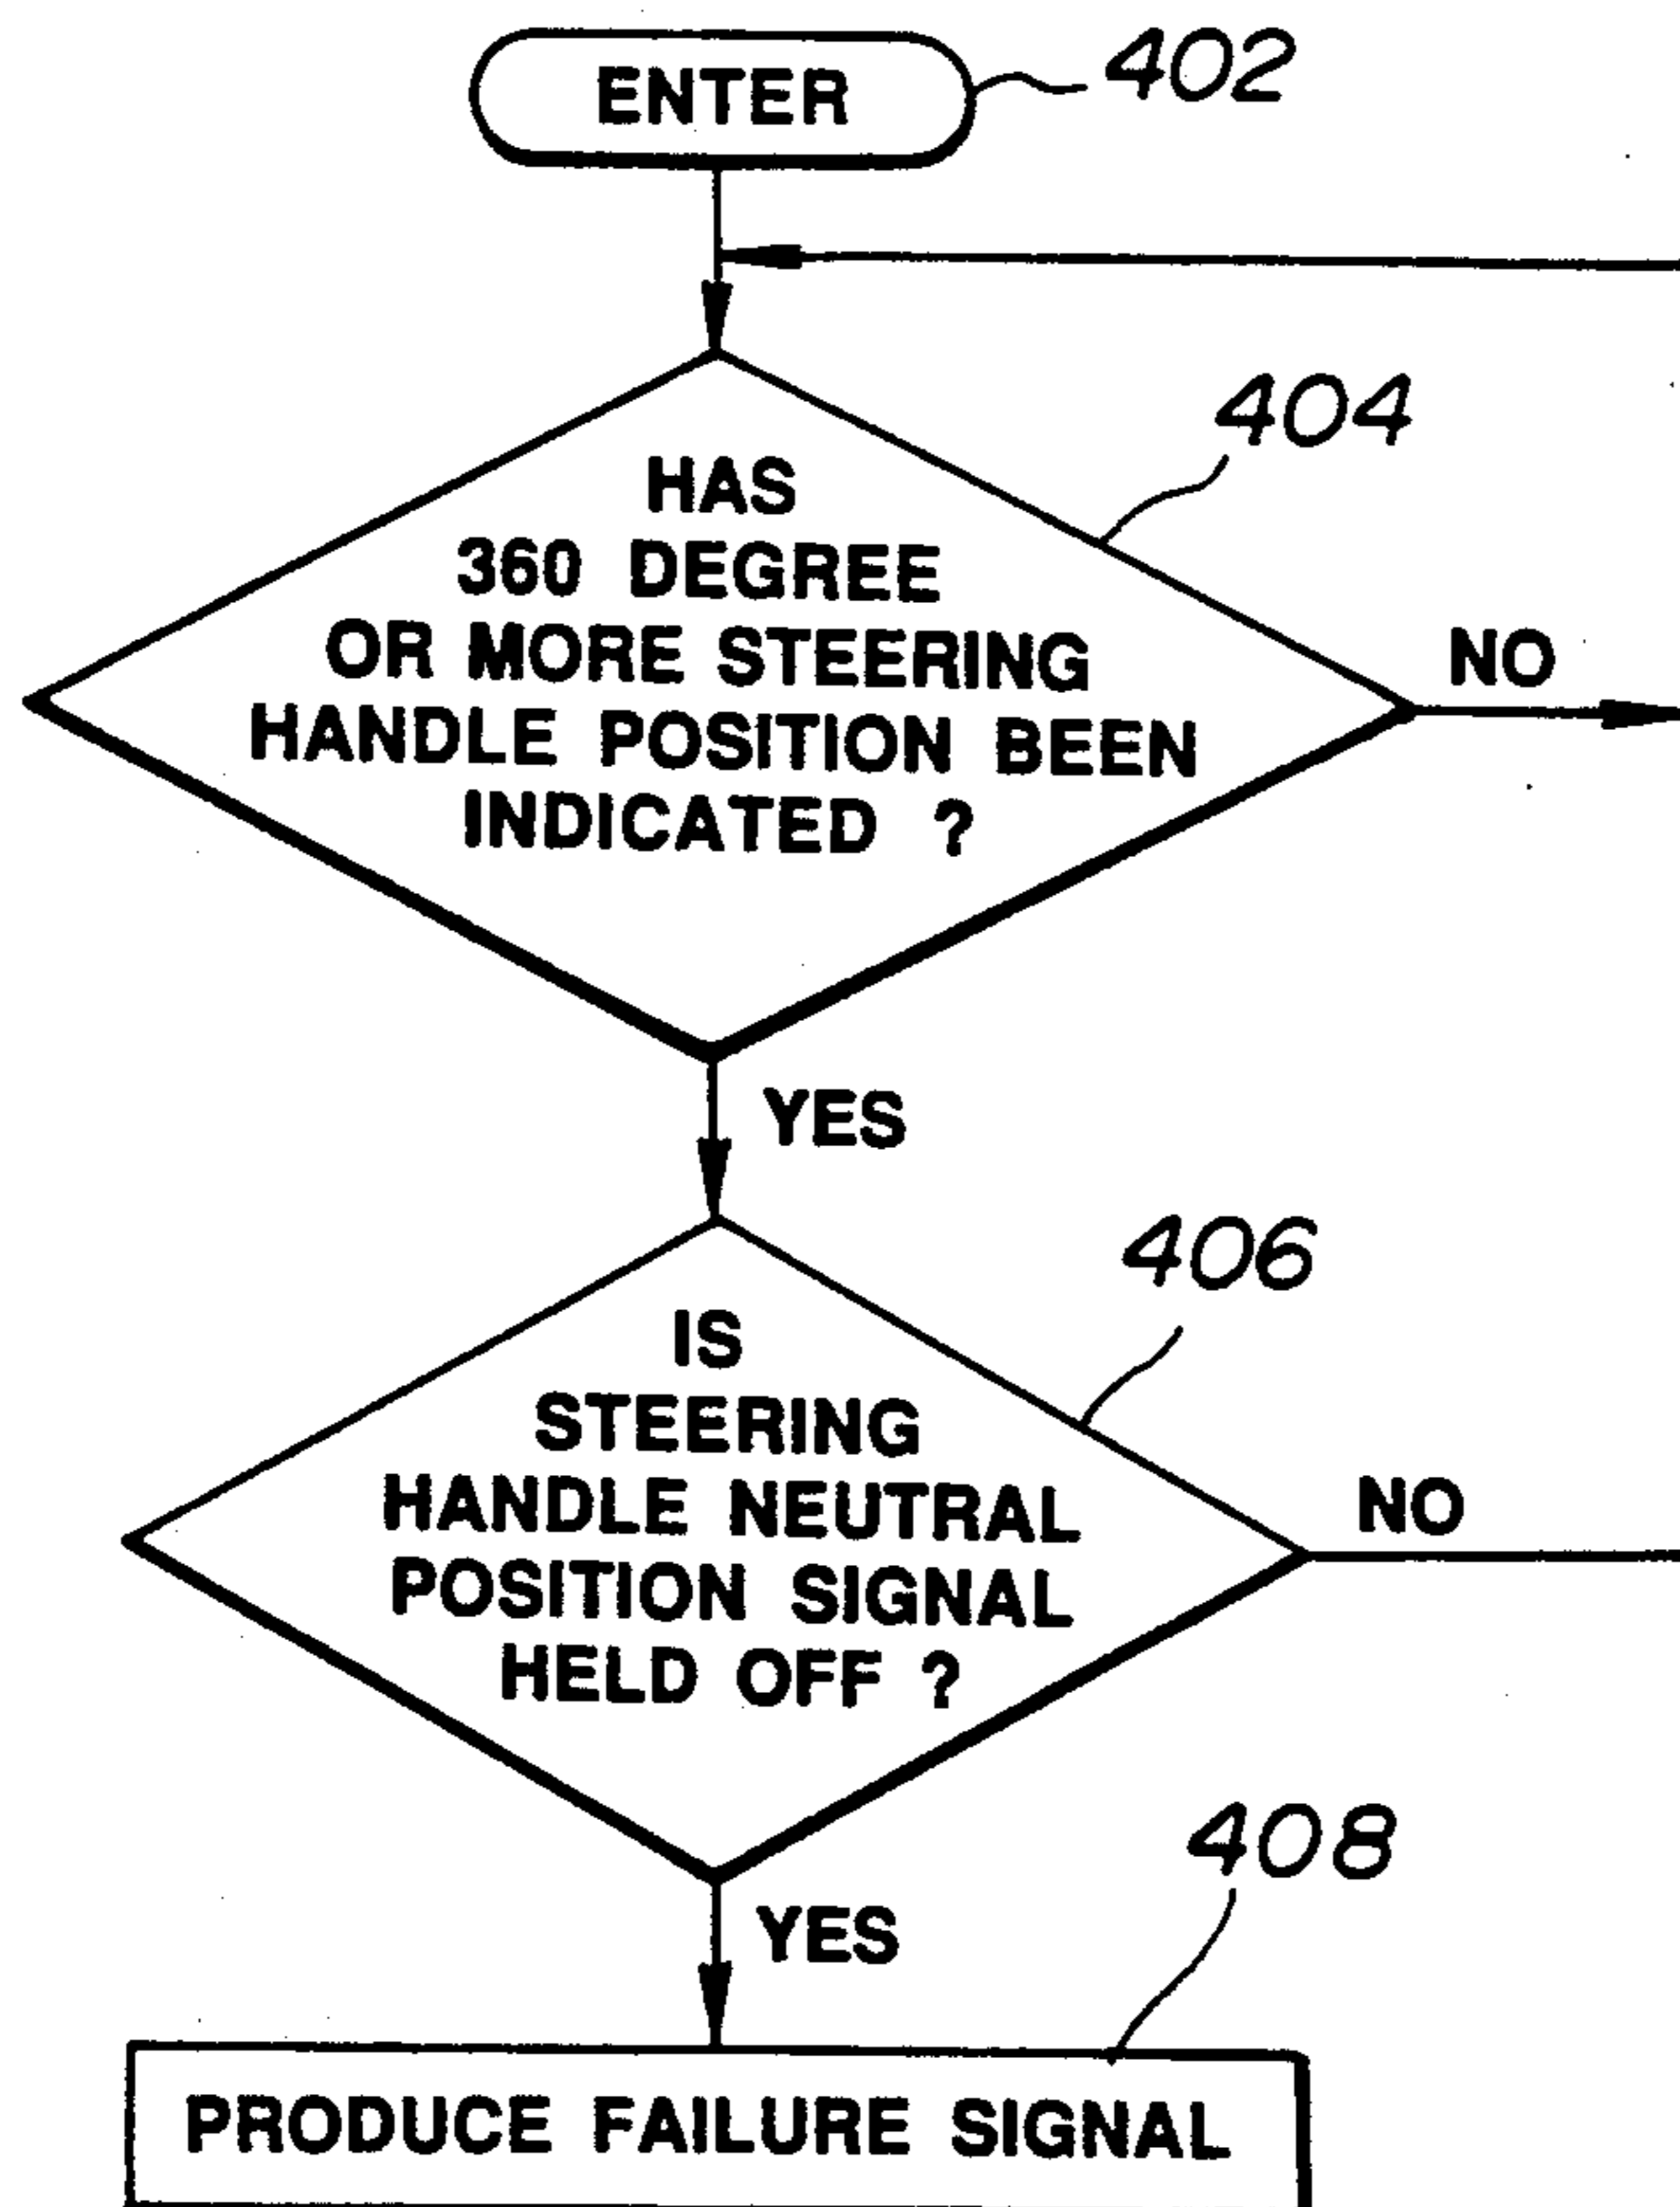 ENTER
402
404
HAS
360 DEGREE
OR MORE STEERING
HANDLE POSITION BEEN
INDICATED ?
NO
YES
406
IS
STEERING
HANDLE NEUTRAL
POSITION SIGNAL
HELD OFF ?
NO
YES
408
PRODUCE FAILURE SIGNAL